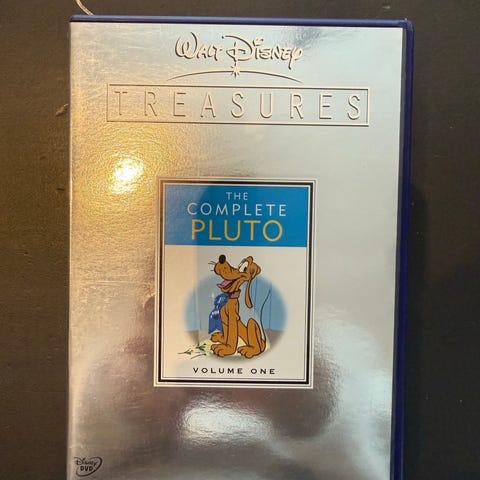 Walt Disney
TREASURES
THE
COMPLETE
PLUTO
VOLUME ONE
Disney
DVD